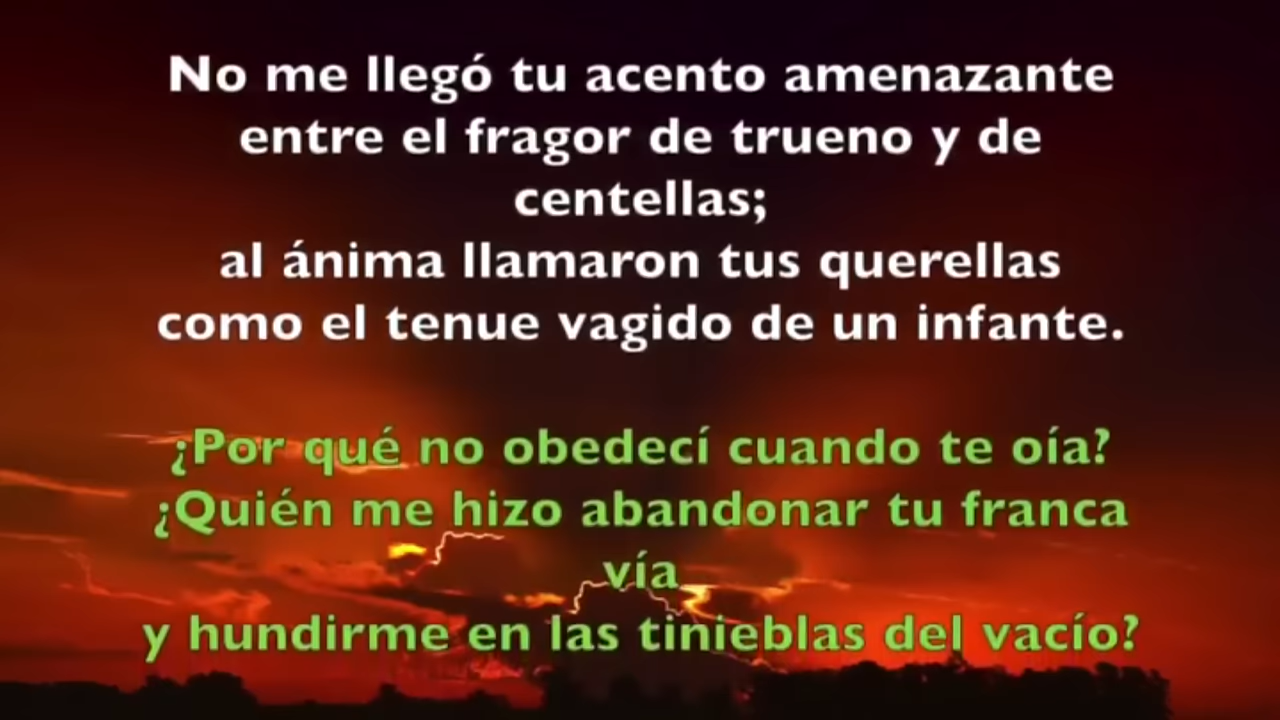 No me llegó tu acento amenazante
entre el fragor de trueno y de
centellas;
al ánima llamaron tus querellas
como el tenue vagido de un infante.
¿Por qué no obedecí cuando te oía?
¿Quién me hizo abandonar tu franca
vía
y hundirme en las tinieblas del vacío?